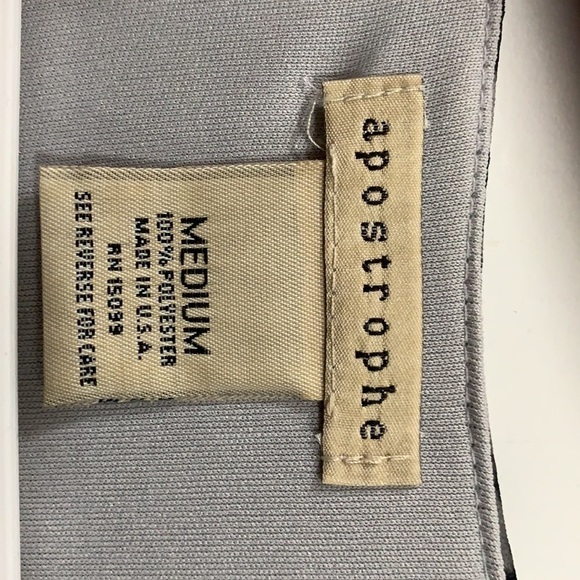 apostrophe
MEDIUM
100% POLYESTER
MADE IN U.S.A.
RN 15099
SEE REVERSE FOR CARE